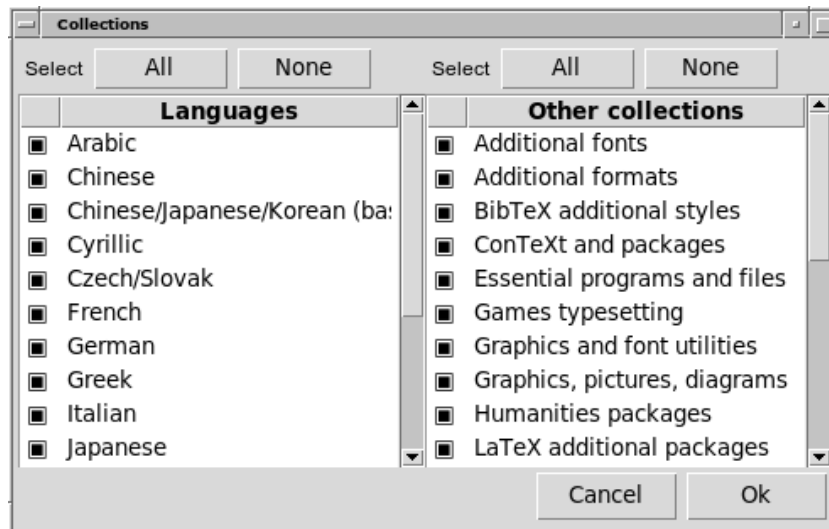 Collections
Select All None
Select All None
Languages
Arabic
Chinese
Chinese/Japanese/Korean (bas
Cyrillic
Czech/Slovak
French
German
Greek
Italian
Japanese
Other collections
Additional fonts
Additional formats
BibTeX additional styles
ConTeXt and packages
Essential programs and files
Games typesetting
Graphics and font utilities
Graphics, pictures, diagrams
Humanities packages
LaTeX additional packages
Cancel Ok